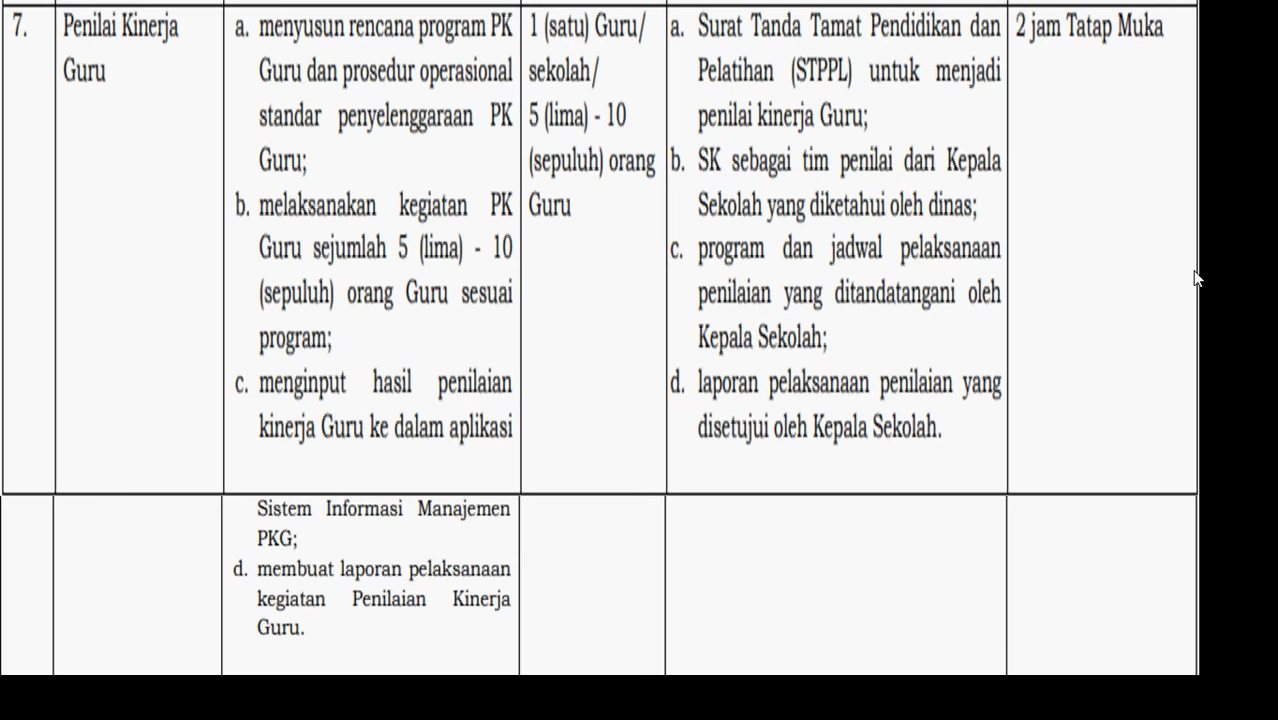 7.
Penilai Kinerja
Guru
a. menyusun rencana program PK
Guru dan prosedur operasional
standar penyelenggaraan PK
Guru;
b. melaksanakan kegiatan PK
Guru sejumlah 5 (lima) - 10
(sepuluh) orang Guru sesuai
program;
c. menginput hasil penilaian
kinerja Guru ke dalam aplikasi
Sistem Informasi Manajemen
PKG;
d. membuat laporan pelaksanaan
kegiatan Penilaian Kinerja
Guru.
1 (satu) Guru/
sekolah/
5 (lima) - 10
(sepuluh) orang
Guru
a. Surat Tanda Tamat Pendidikan dan
Pelatihan (STPPL) untuk menjadi
penilai kinerja Guru;
b. SK sebagai tim penilai dari Kepala
Sekolah yang diketahui oleh dinas;
c. program dan jadwal pelaksanaan
penilaian yang ditandatangani oleh
Kepala Sekolah;
d. laporan pelaksanaan penilaian yang
disetujui oleh Kepala Sekolah.
2 jam Tatap Muka